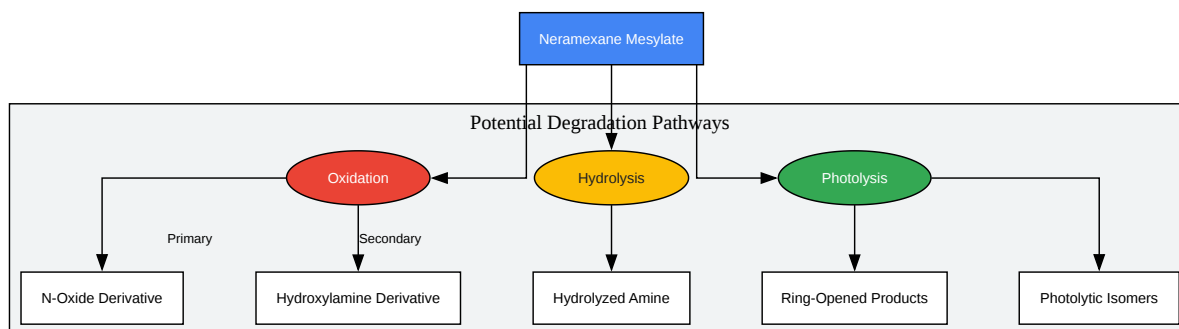 Neramexane Mesylate
Potential Degradation Pathways
Oxidation
Hydrolysis
Photolysis
Primary
Secondary
N-Oxide Derivative
Hydroxylamine Derivative
Hydrolyzed Amine
Ring-Opened Products
Photolytic Isomers